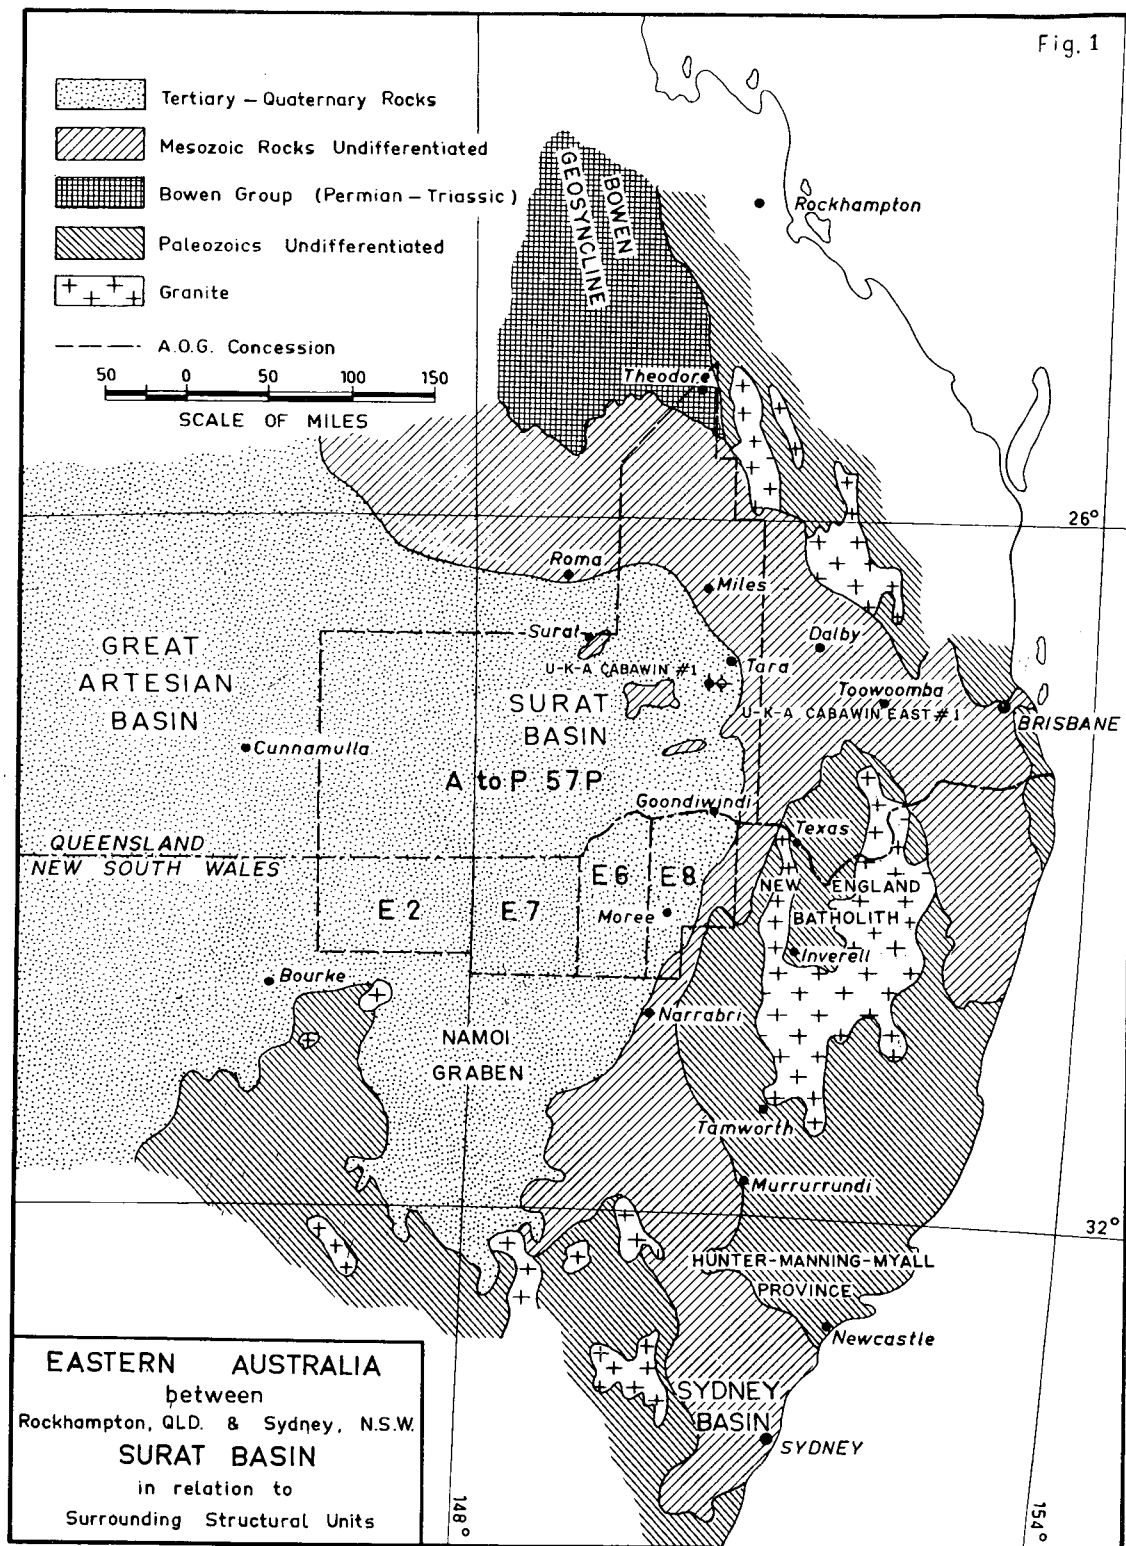 Fig. 1
Tertiary – Quaternary Rocks
Mesozoic Rocks Undifferentiated
Bowen Group (Permian – Triassic)
Paleozoics Undifferentiated
Granite
A.O.G. Concession
50 0 50 100 150
SCALE OF MILES
BOWEN
GEOSYNCLINE
Rockhampton
Theodore
26°
Roma
Miles
Surat
Dalby
GREAT
ARTESIAN
BASIN
U-K-A CABAWIN #1
Tara
SURAT
BASIN
Toowoomba
U-K-A CABAWIN EAST #1
BRISBANE
Cunnamulla
A to P 57P
Goondiwindi
Texas
QUEENSLAND
NEW SOUTH WALES
E6
E8
NEW ENGLAND
BATHOLITH
E2
E7
Moree
Inverell
Bourke
Narrabri
NAMOI
GRABEN
Tamworth
Murrurrundi
32°
HUNTER-MANNING-MYALL
PROVINCE
Newcastle
SYDNEY
BASIN
SYDNEY
EASTERN AUSTRALIA
between
Rockhampton, QLD. & Sydney, N.S.W.
SURAT BASIN
in relation to
Surrounding Structural Units
148°
154°